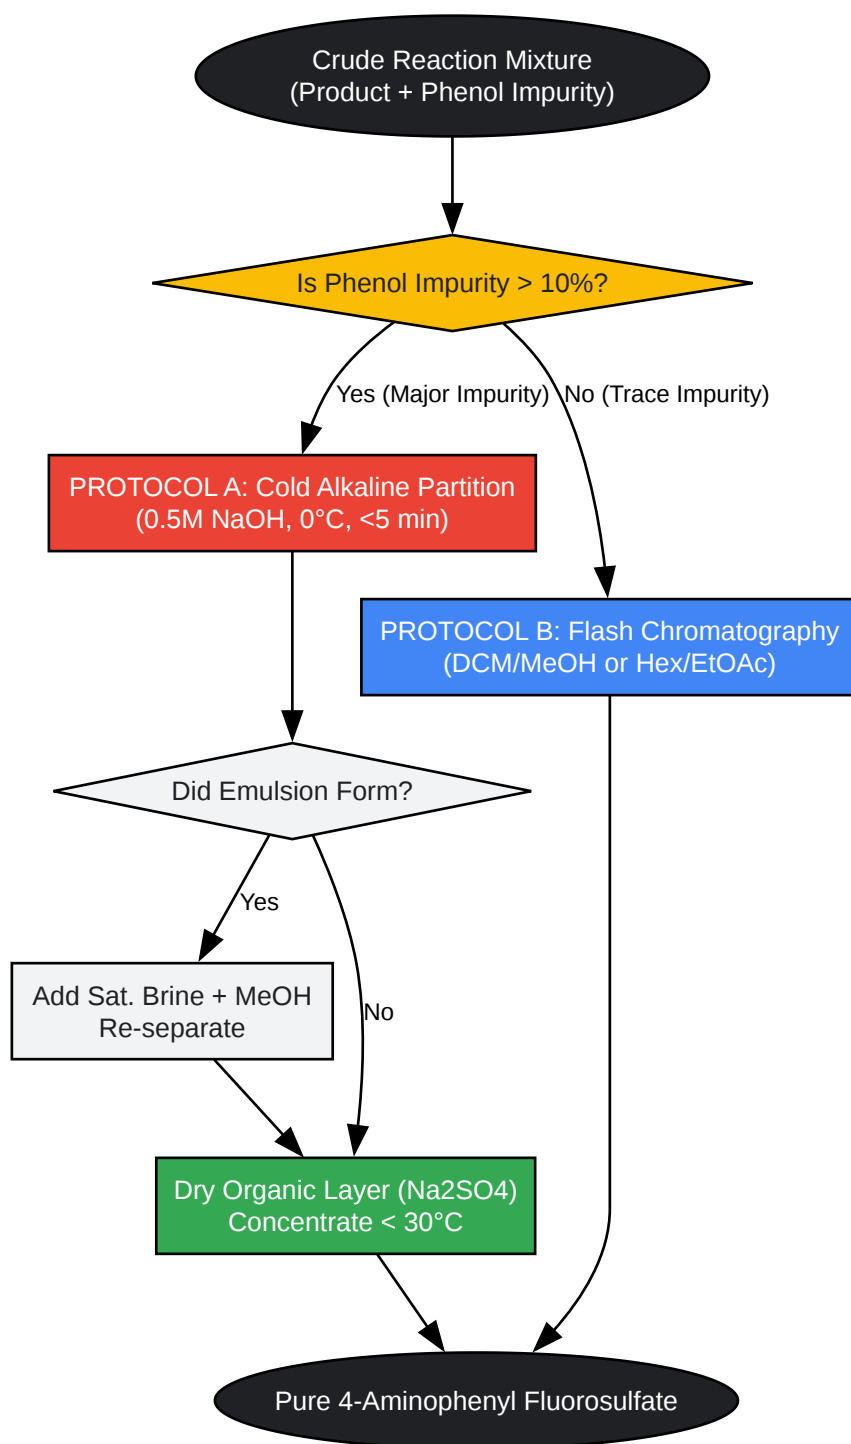 Crude Reaction Mixture
(Product + Phenol Impurity)
Is Phenol Impurity > 10%?
Yes (Major Impurity)
No (Trace Impurity)
PROTOCOL A: Cold Alkaline Partition
(0.5M NaOH, 0°C, <5 min)
PROTOCOL B: Flash Chromatography
(DCM/MeOH or Hex/EtOAc)
Did Emulsion Form?
Yes
No
Add Sat. Brine + MeOH
Re-separate
Dry Organic Layer (Na2SO4)
Concentrate < 30°C
Pure 4-Aminophenyl Fluorosulfate